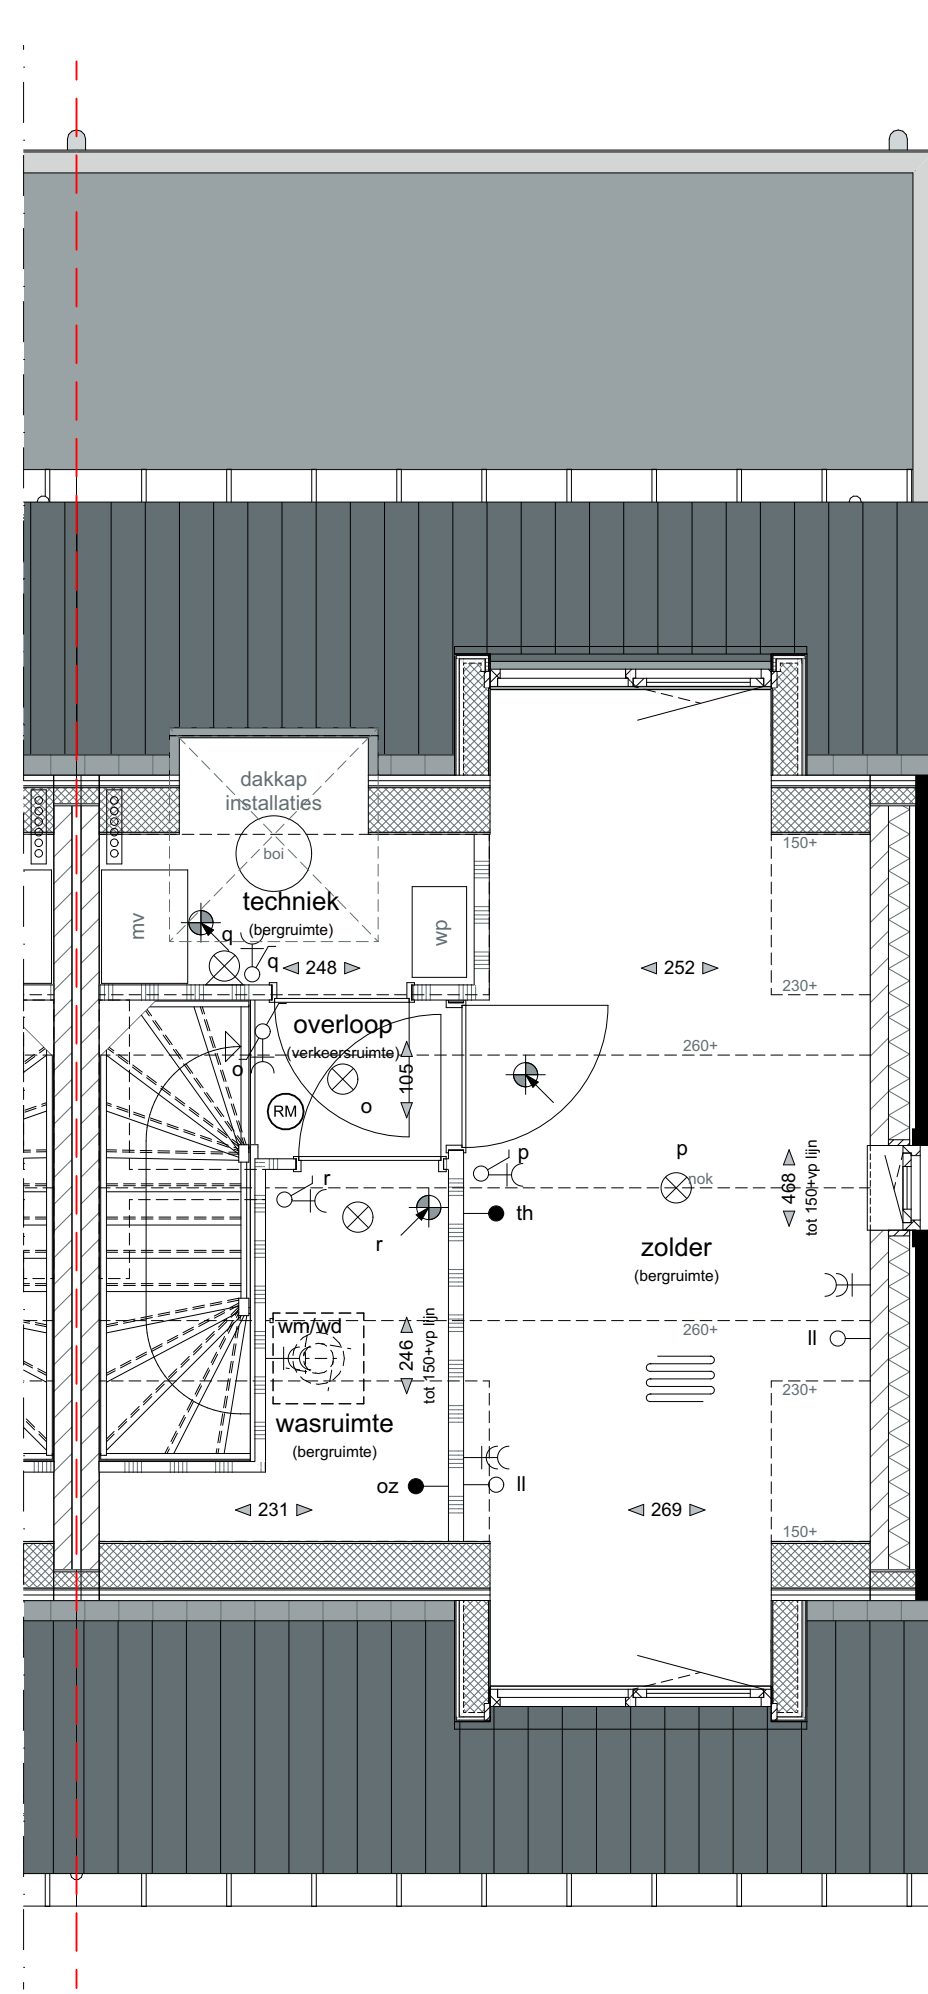 dakkap
installaties
boi
150+
techniek
(bergruimte)
mv
wp
q
q
248
252
230+
overloop
(verkeersruimte)
260+
o
105
o
RM
p
p
nok
468
tot 150+vp lijn
r
th
r
zolder
(bergruimte)
wm/wd
246
tot 150+vp lijn
260+
ll
230+
wasruimte
(bergruimte)
oz
ll
231
269
150+